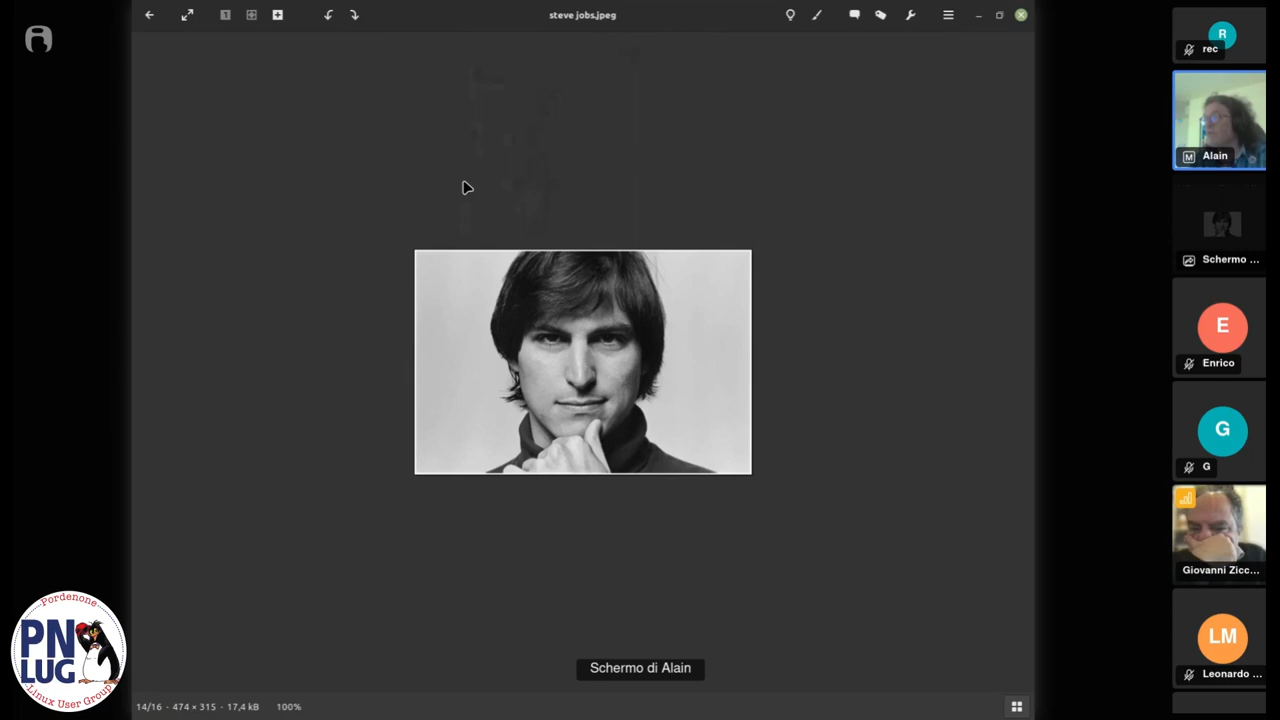 steve jobs.jpeg
R
rec
M
Alain
Schermo ...
E
Enrico
G
G
Giovanni Zicc...
LM
Leonardo ...
Pordenone
PN
LUG
Linux User Group
Schermo di Alain
14/16 · 474 × 315 · 17,4 kB 100%